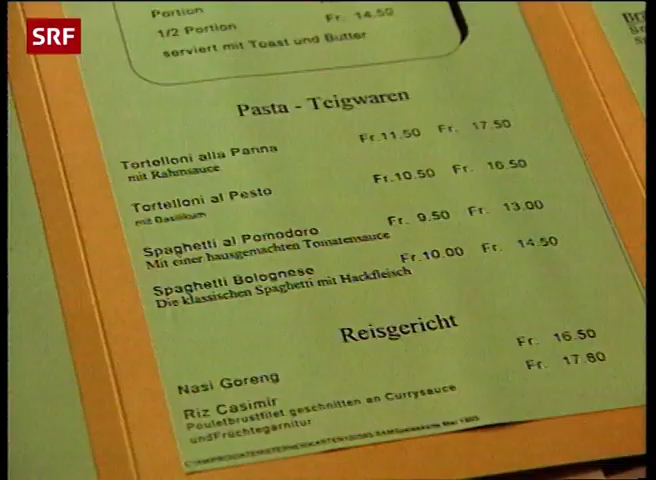 SRF
Portion
1/2 Portion Fr. 14.50
serviert mit Toast und Butter
Pasta - Teigwaren
Tortelloni alla Panna Fr.11.50 Fr. 17.50
mit Rahmsauce
Tortelloni al Pesto Fr.10.50 Fr. 16.50
mit Basilikum
Spaghetti al Pomodoro Fr. 9.50 Fr. 13.00
Mit einer hausgemachten Tomatensauce
Spaghetti Bolognese Fr.10.00 Fr. 14.50
Die klassischen Spaghetti mit Hackfleisch
Reisgericht
Nasi Goreng Fr. 16.50
Riz Casimir Fr. 17.80
Pouletbrustfilet geschnitten an Currysauce
und Früchtegarnitur